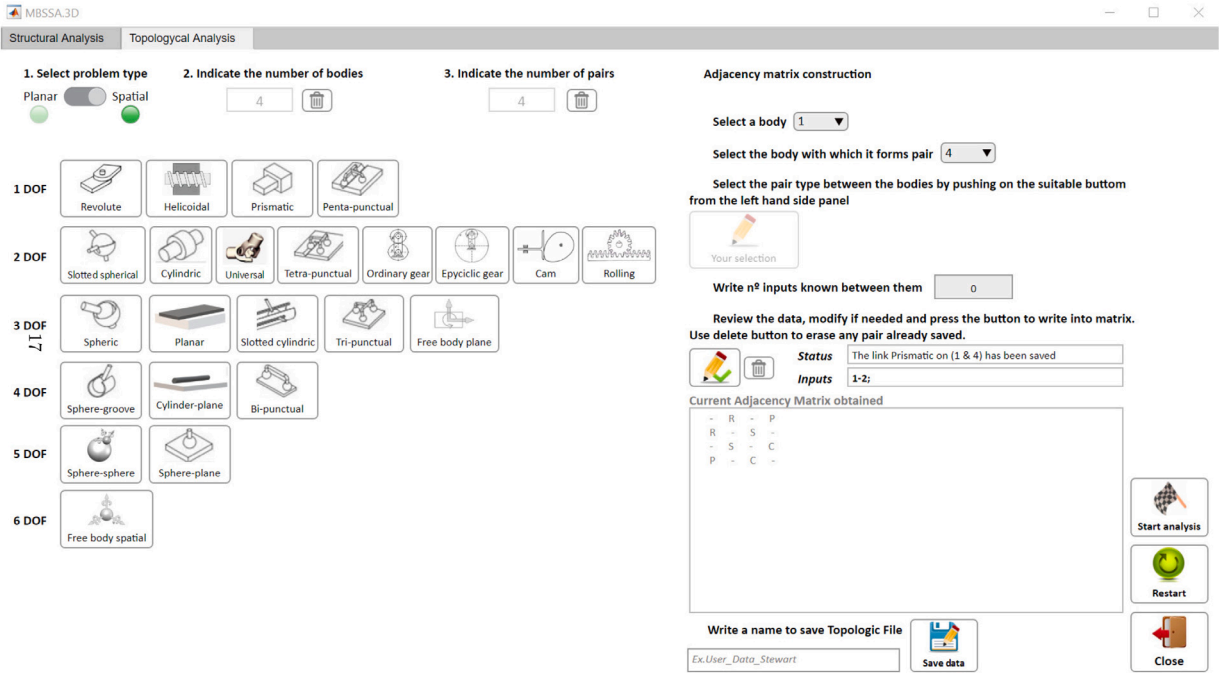 MBSSA.3D
Structural Analysis Topologycal Analysis
1. Select problem type 2. Indicate the number of bodies 3. Indicate the number of pairs
Planar Spatial
4 4
1 DOF
Revolute Helicoidal Prismatic Penta-punctual
2 DOF
Slotted spherical Cylindric Universal Tetra-punctual Ordinary gear Epyciclic gear Cam Rolling
3 DOF
Spheric Planar Slotted cylindric Tri-punctual Free body plane
17
4 DOF
Sphere-groove Cylinder-plane Bi-punctual
5 DOF
Sphere-sphere Sphere-plane
6 DOF
Free body spatial
Adjacency matrix construction
Select a body 1
Select the body with which it forms pair 4
Select the pair type between the bodies by pushing on the suitable buttom
from the left hand side panel
Your selection
Write nº inputs known between them 0
Review the data, modify if needed and press the button to write into matrix.
Use delete button to erase any pair already saved.
Status The link Prismatic on (1 & 4) has been saved
Inputs 1-2;
Current Adjacency Matrix obtained
- R - P
R - S -
- S - C
P - C -
Start analysis
Restart
Write a name to save Topologic File
Ex.User_Data_Stewart
Save data
Close